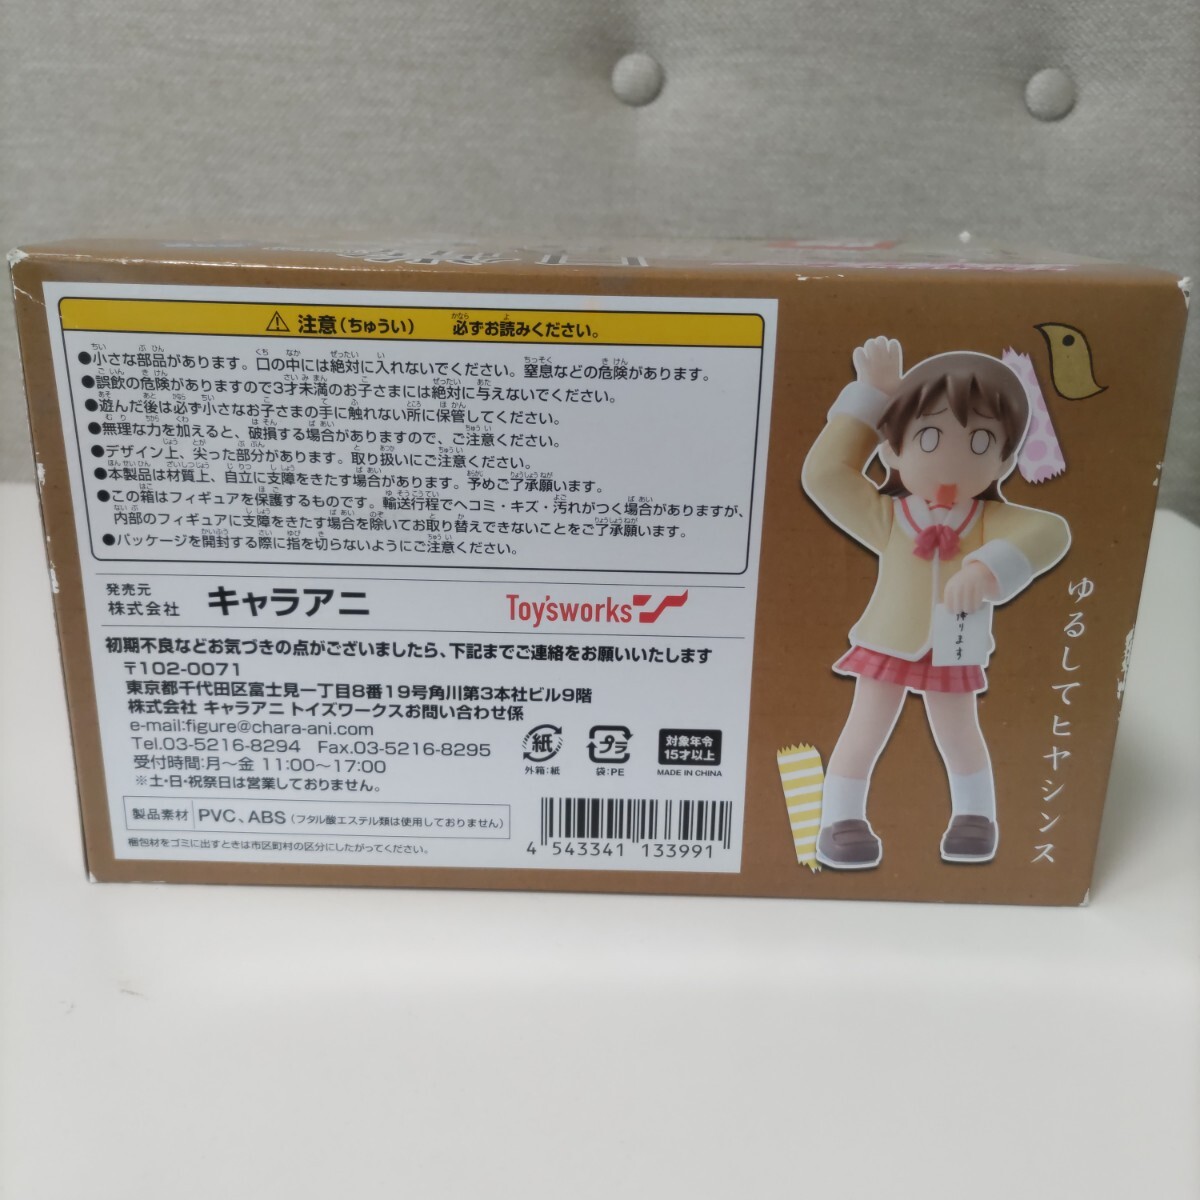 ⚠ 注意(ちゅうい) 必ずお読みください。
●小さな部品があります。口の中には絶対に入れないでください。窒息などの危険があります。
●誤飲の危険がありますので3才未満のお子さまには絶対に与えないでください。
●遊んだ後は必ず小さなお子さまの手に触れない所に保管してください。
●無理な力を加えると、破損する場合がありますので、ご注意ください。
●デザイン上、尖った部分があります。取り扱いにご注意ください。
●本製品は材質上、自立に支障をきたす場合があります。予めご了承願います。
●この箱はフィギュアを保護するものです。輸送行程でヘコミ・キズ・汚れがつく場合がありますが、
内部のフィギュアに支障をきたす場合を除いてお取り替えできないことをご了承願います。
●パッケージを開封する際に指を切らないようにご注意ください。
発売元
株式会社 キャラアニ Toy'sworks
初期不良などお気づきの点がございましたら、下記までご連絡をお願いいたします
〒102-0071
東京都千代田区富士見一丁目8番19号角川第3本社ビル9階
株式会社 キャラアニ トイズワークスお問い合わせ係
e-mail:figure@chara-ani.com
Tel.03-5216-8294 Fax.03-5216-8295
受付時間:月～金 11:00～17:00
※土・日・祝祭日は営業しておりません。
紙
外箱:紙
プラ
袋:PE
対象年令
15才以上
MADE IN CHINA
製品素材 PVC、ABS (フタル酸エステル類は使用しておりません)
梱包材をゴミに出すときは市区町村の区分にしたがってください。
4 543341 133991
ゆるしてヒヤシンス